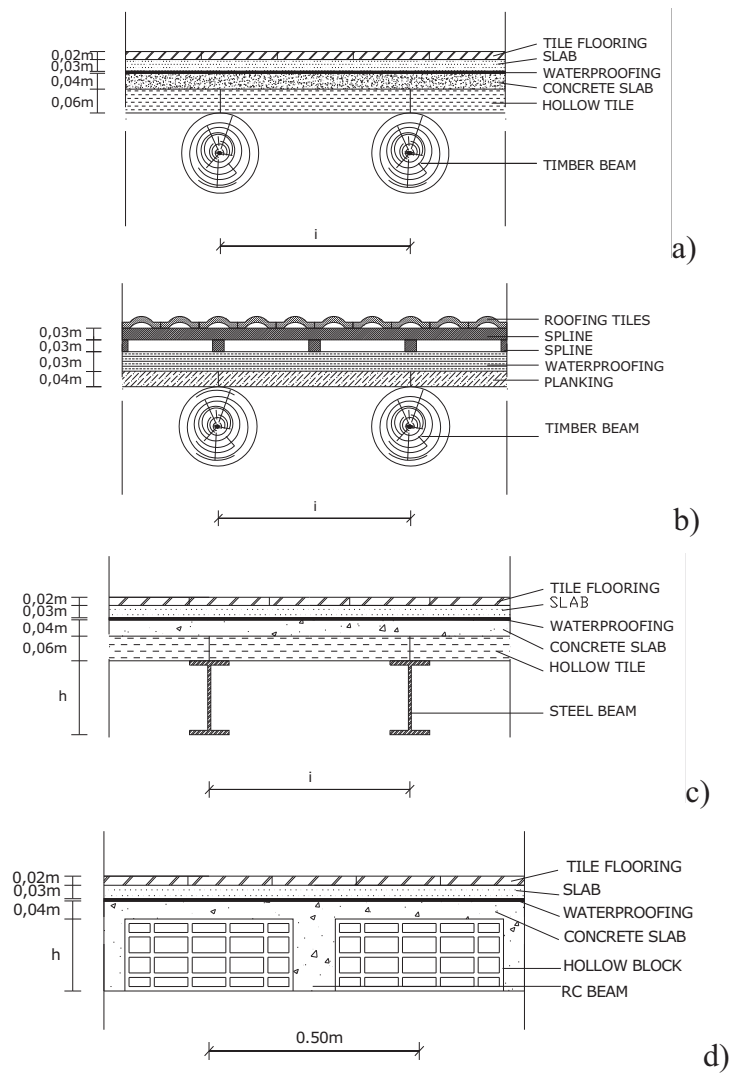 a)
TILE FLOORING
0,02m
SLAB
0,03m
WATERPROOFING
0,04m
CONCRETE SLAB
0,06m
HOLLOW TILE
TIMBER BEAM
i
b)
ROOFING TILES
0,03m
SPLINE
0,03m
SPLINE
0,03m
WATERPROOFING
0,04m
PLANKING
TIMBER BEAM
i
c)
TILE FLOORING
0,02m
SLAB
0,03m
WATERPROOFING
0,04m
CONCRETE SLAB
0,06m
HOLLOW TILE
h
STEEL BEAM
i
d)
TILE FLOORING
0,02m
SLAB
0,03m
WATERPROOFING
0,04m
CONCRETE SLAB
h
HOLLOW BLOCK
RC BEAM
0.50m